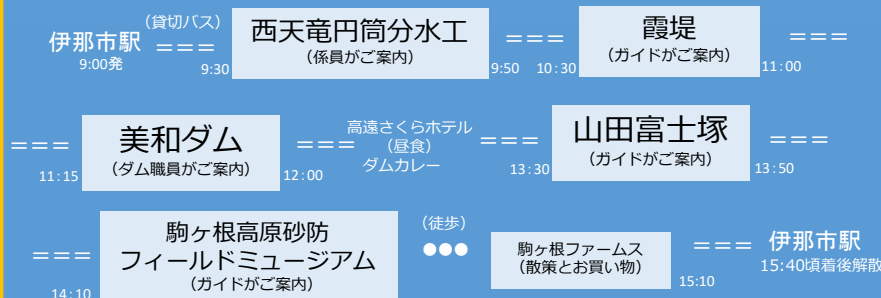 （貸切バス）
伊那市駅 ＝＝＝ 西天竜円筒分水工 ＝＝＝ 霞堤 ＝＝＝
9:00発 9:30 （係員がご案内） 9:50 10:30 （ガイドがご案内） 11:00
＝＝＝ 美和ダム ＝＝＝ 高遠さくらホテル ＝＝＝ 山田富士塚 ＝＝＝
11:15 （ダム職員がご案内） 12:00 （昼食） 13:30 （ガイドがご案内） 13:50
ダムカレー
＝＝＝ 駒ヶ根高原砂防 （徒歩） 駒ヶ根ファームス ＝＝＝ 伊那市駅
フィールドミュージアム ●●● （散策とお買い物） 15:40頃着後解散
14:10 （ガイドがご案内） 15:10